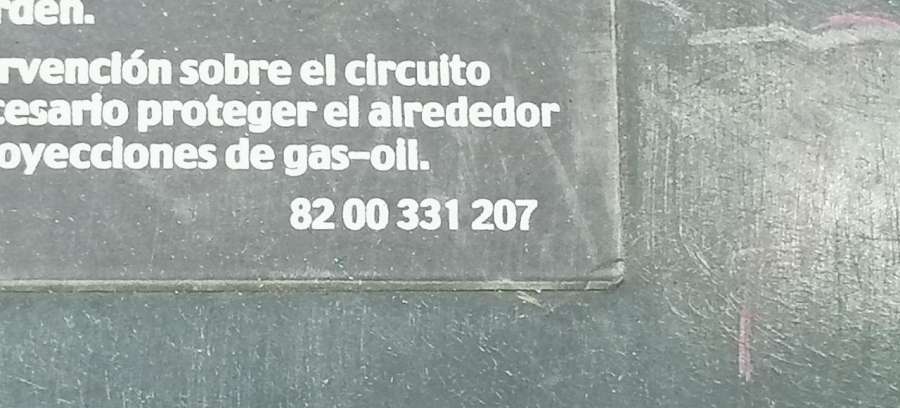 rden.
rvención sobre el circuito
cesario proteger el alrededor
oyecciones de gas-oil.
82 00 331 207